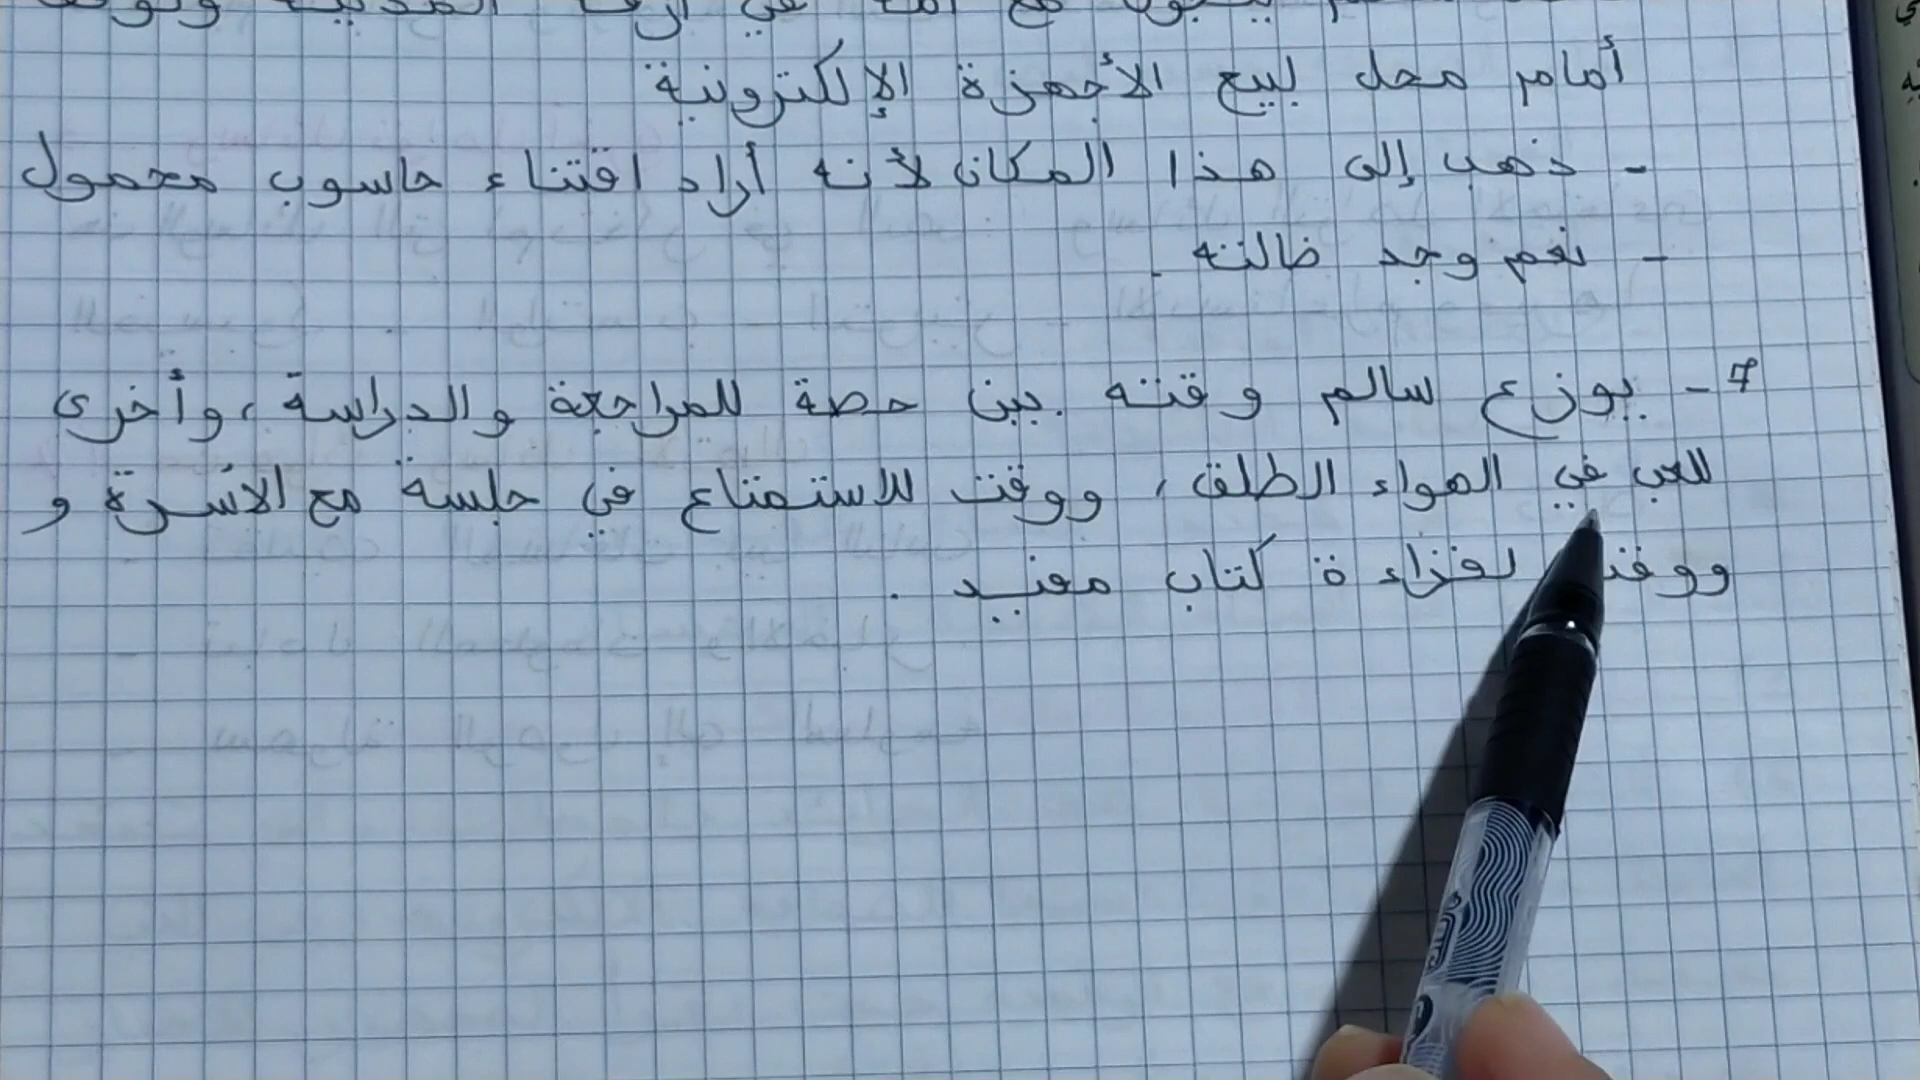 أمام محل لبيع الأجهزة الإلكترونية
- ذهب إلى هذا المكان لأنه أراد اقتناء حاسوب محمول
- نعم وجد ضالته .
7 - يوزع سالم وقته بين حصة للمراجعة والدراسة، وأخرى
للعب في الهواء الطلق، ووقت للاستمتاع في جلسة مع الأسرة و
ووقت لقراءة كتاب مفيد .